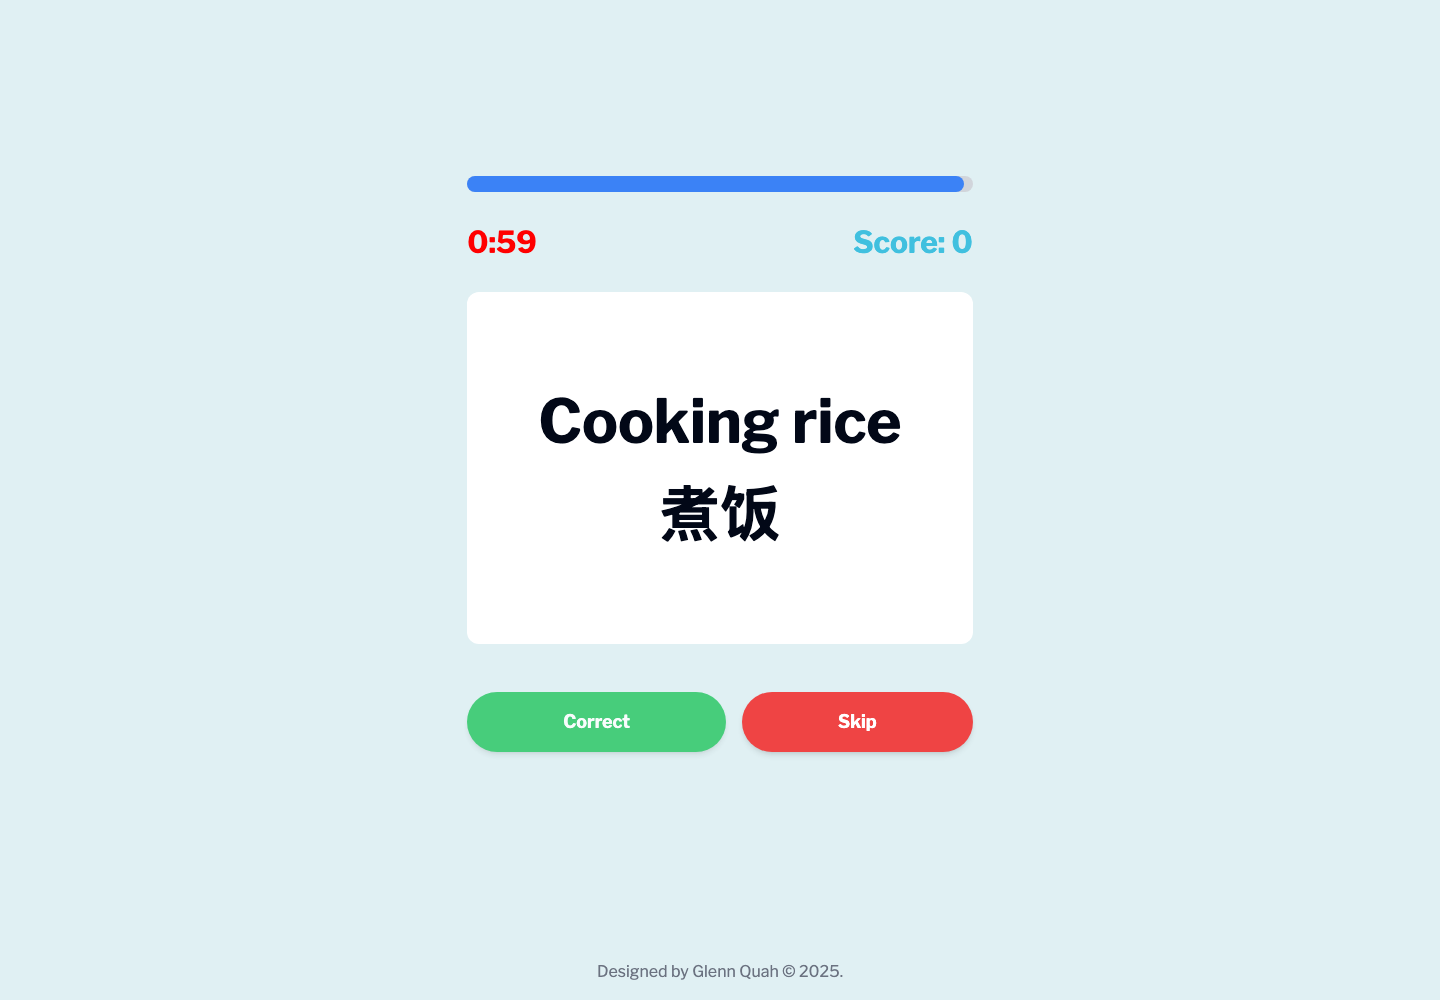 0:59
Score: 0
Cooking rice
煮饭
Correct
Skip
Designed by Glenn Quah © 2025.